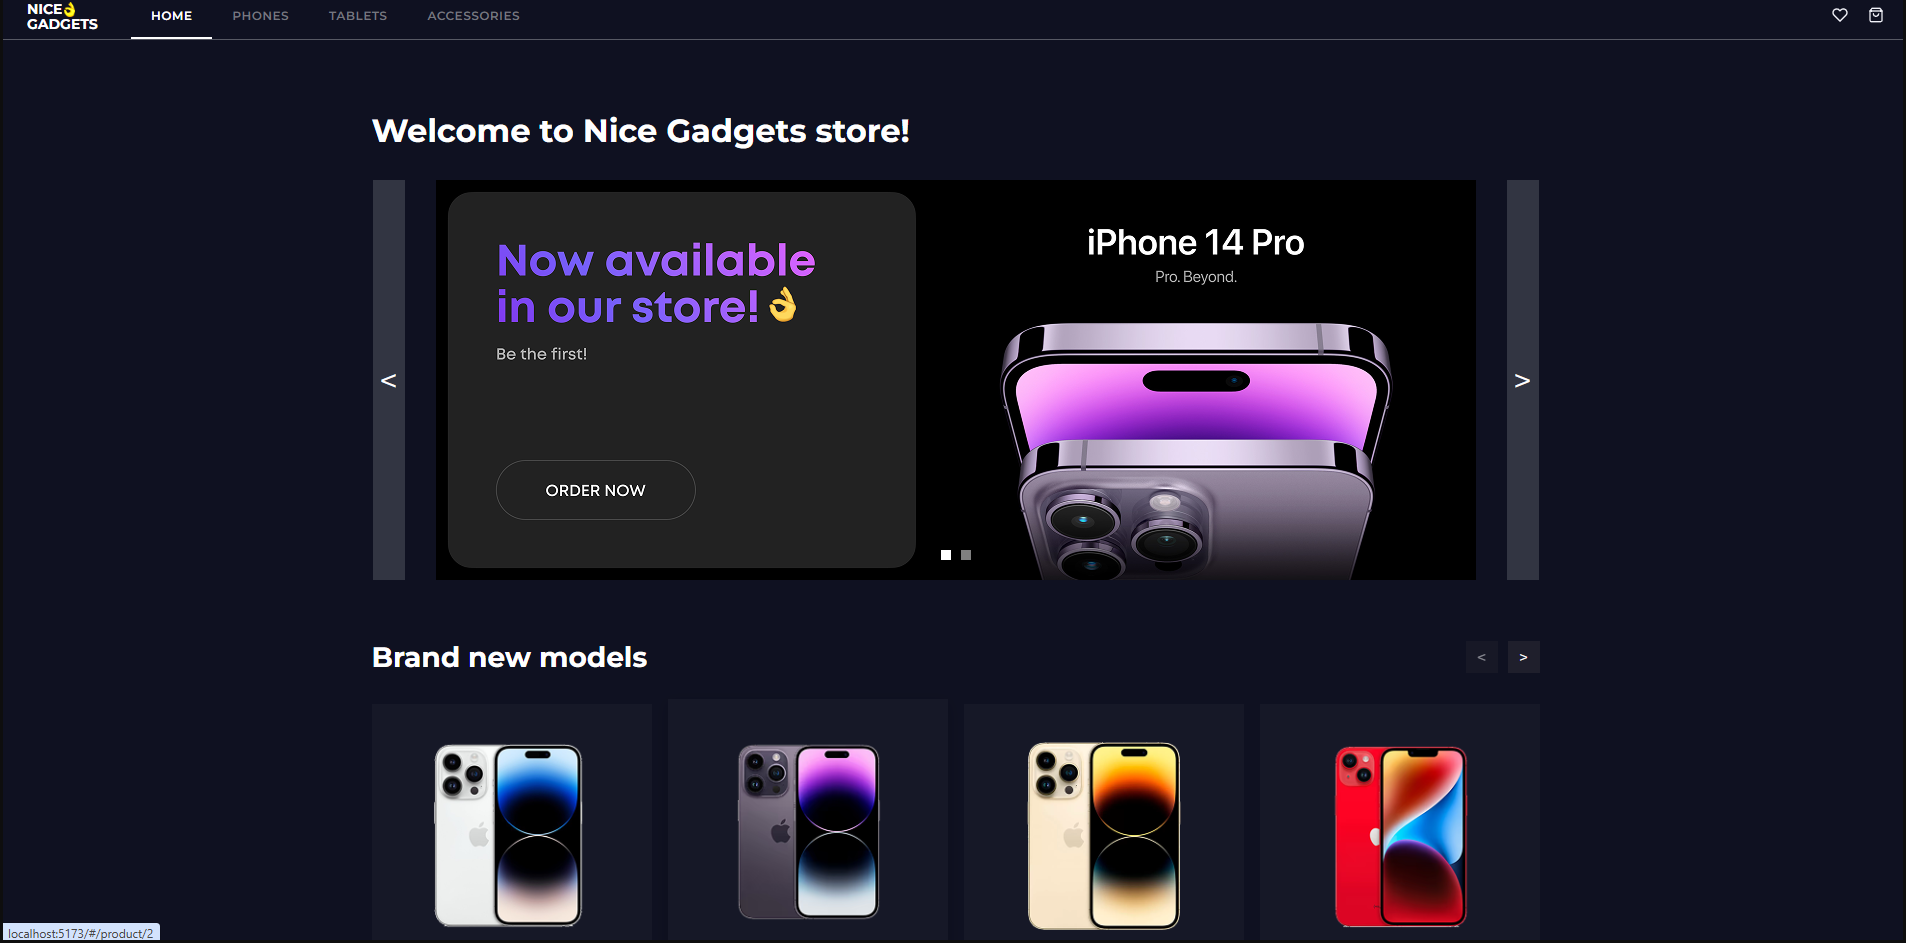 NICE👌
GADGETS
HOME PHONES TABLETS ACCESSORIES
Welcome to Nice Gadgets store!
<
Now available
in our store!👌
Be the first!
ORDER NOW
iPhone 14 Pro
Pro. Beyond.
>
Brand new models
< >
localhost:5173/#/product/2